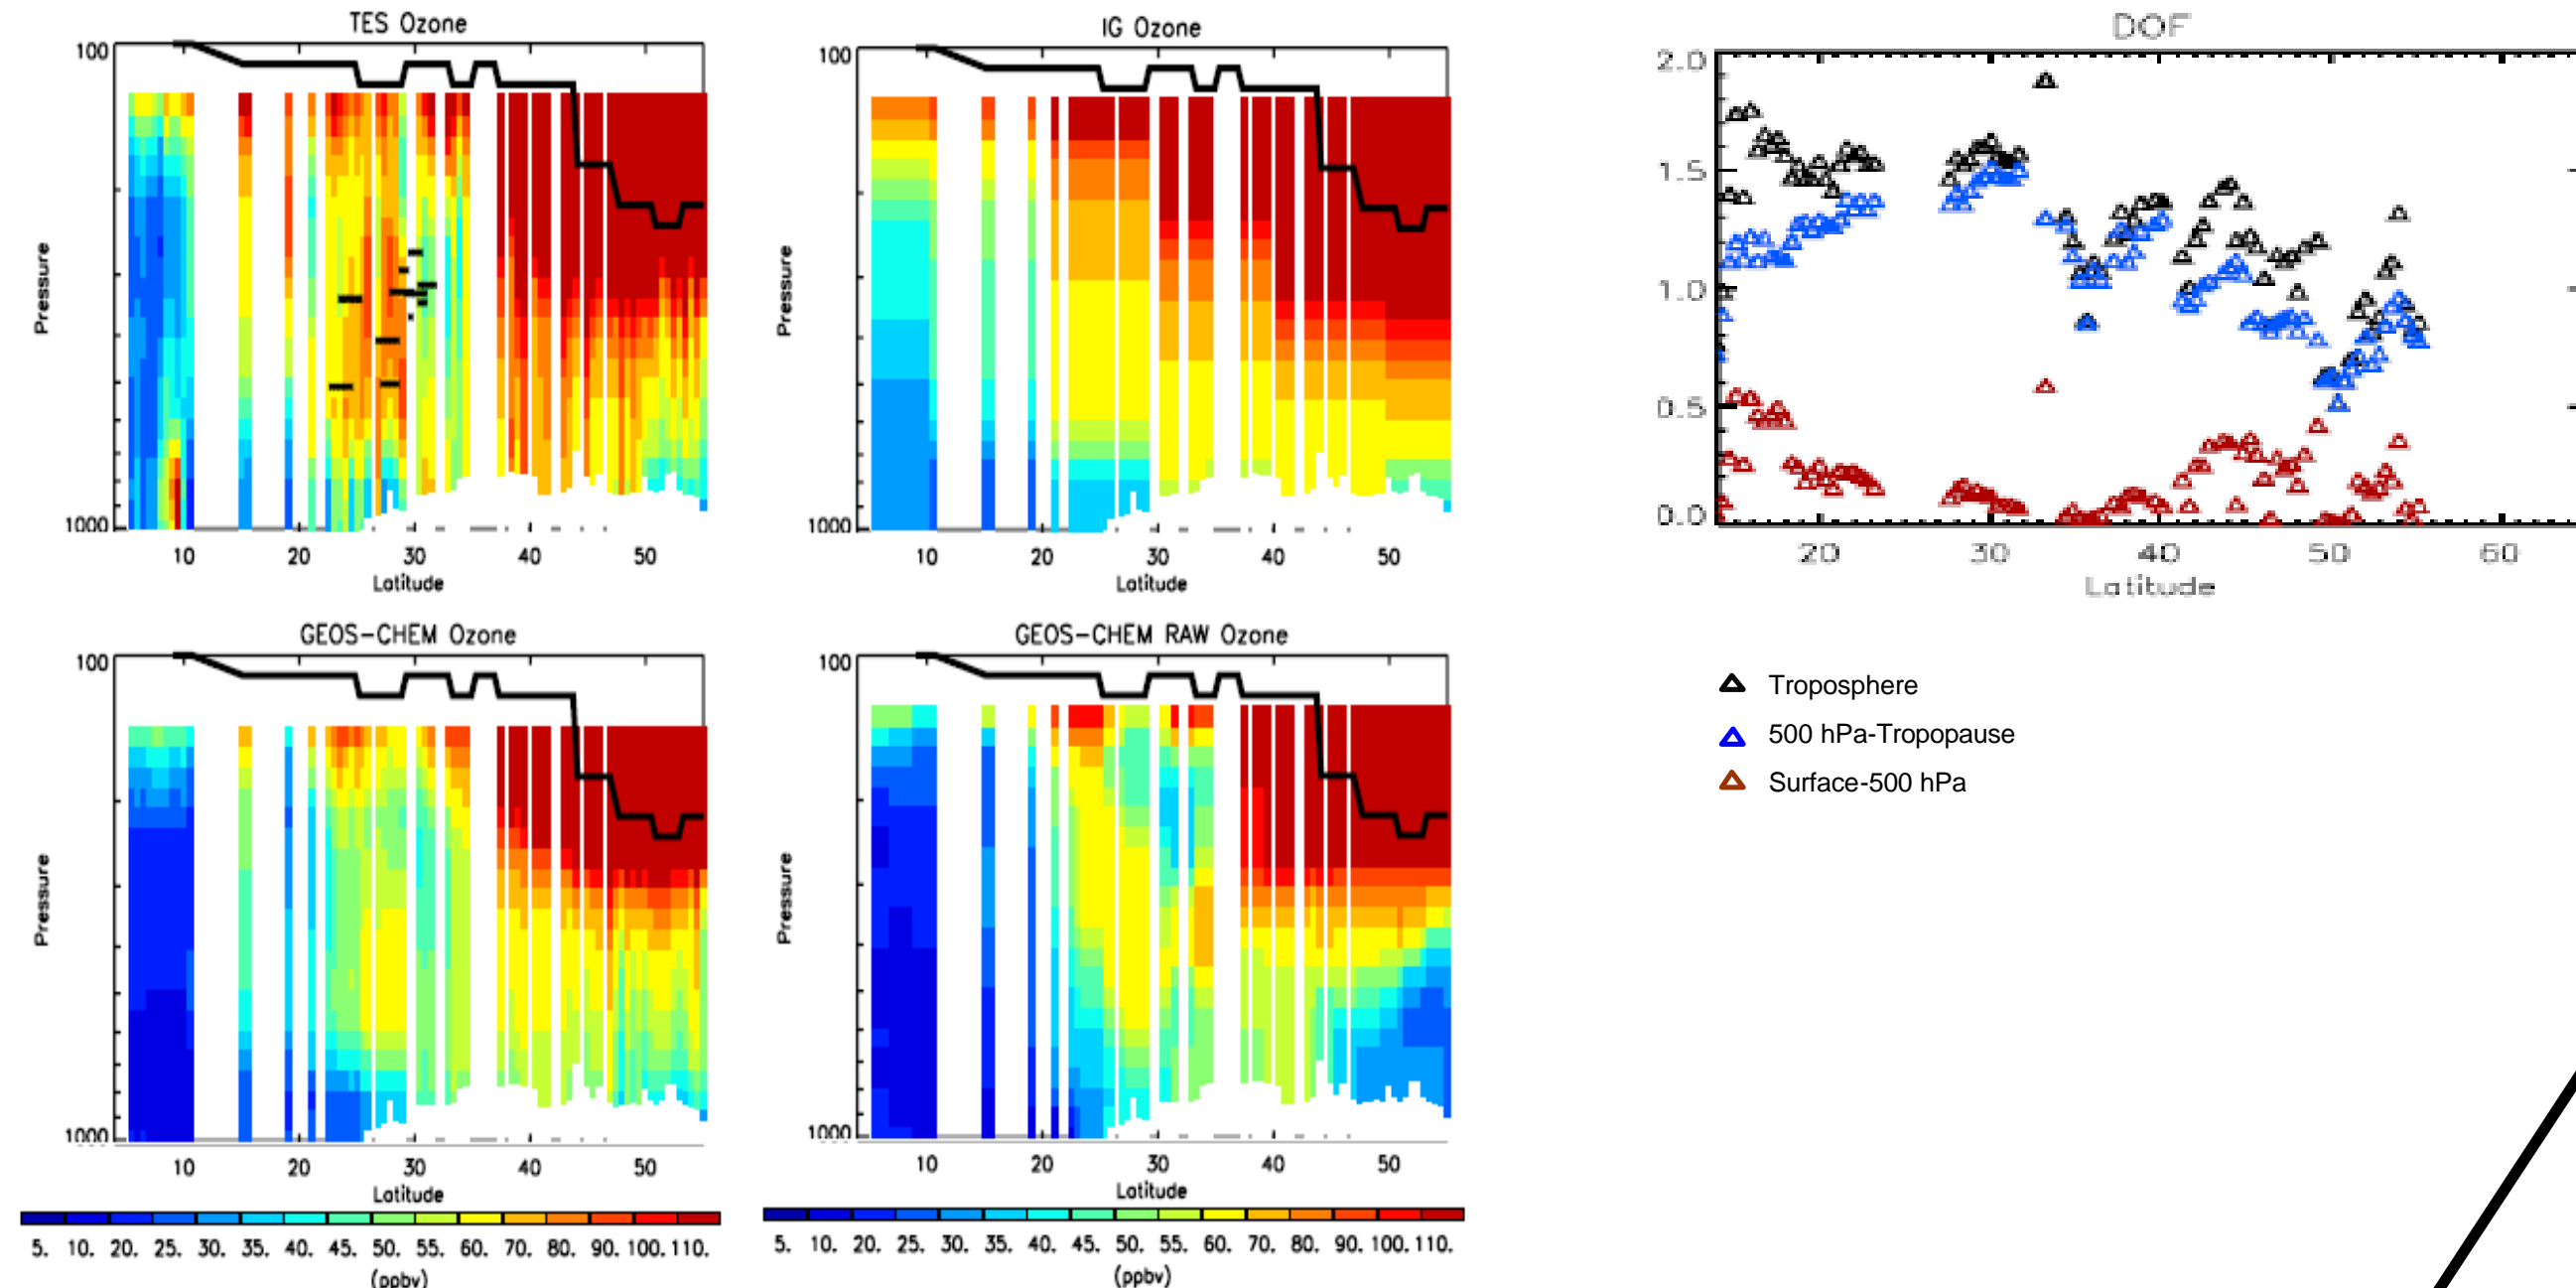 TES Ozone
100
1000
Pressure
10 20 30 40 50
Latitude
IG Ozone
100
1000
Pressure
10 20 30 40 50
Latitude
DOF
2.0
1.5
1.0
0.5
0.0
20 30 40 50 60
Latitude
GEOS-CHEM Ozone
100
1000
Pressure
10 20 30 40 50
Latitude
5. 10. 20. 25. 30. 35. 40. 45. 50. 55. 60. 70. 80. 90. 100. 110.
(ppbv)
GEOS-CHEM RAW Ozone
100
1000
Pressure
10 20 30 40 50
Latitude
5. 10. 20. 25. 30. 35. 40. 45. 50. 55. 60. 70. 80. 90. 100. 110.
(ppbv)
Troposphere
500 hPa-Tropopause
Surface-500 hPa